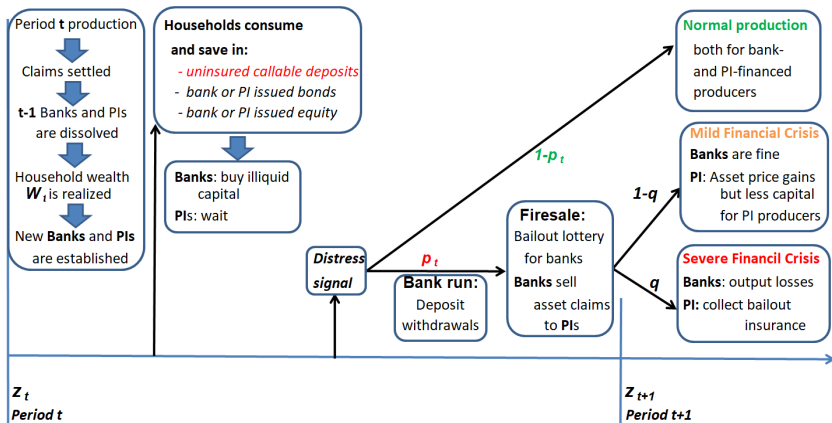 Period t production
Claims settled
t-1 Banks and PIs
are dissolved
Household wealth
W t is realized
New Banks and PIs
are established
Households consume
and save in:
- uninsured callable deposits
- bank or PI issued bonds
- bank or PI issued equity
Banks: buy illiquid
capital
PIs: wait
Distress
signal
1-p t
p t
Bank run:
Deposit
withdrawals
Firesale:
Bailout lottery
for banks
Banks sell
asset claims
to PIs
1-q
q
Normal production
both for bank-
and PI-financed
producers
Mild Financial Crisis
Banks are fine
PI: Asset price gains
but less capital
for PI producers
Severe Financil Crisis
Banks: output losses
PI: collect bailout
insurance
z t
Period t
z t+1
Period t+1